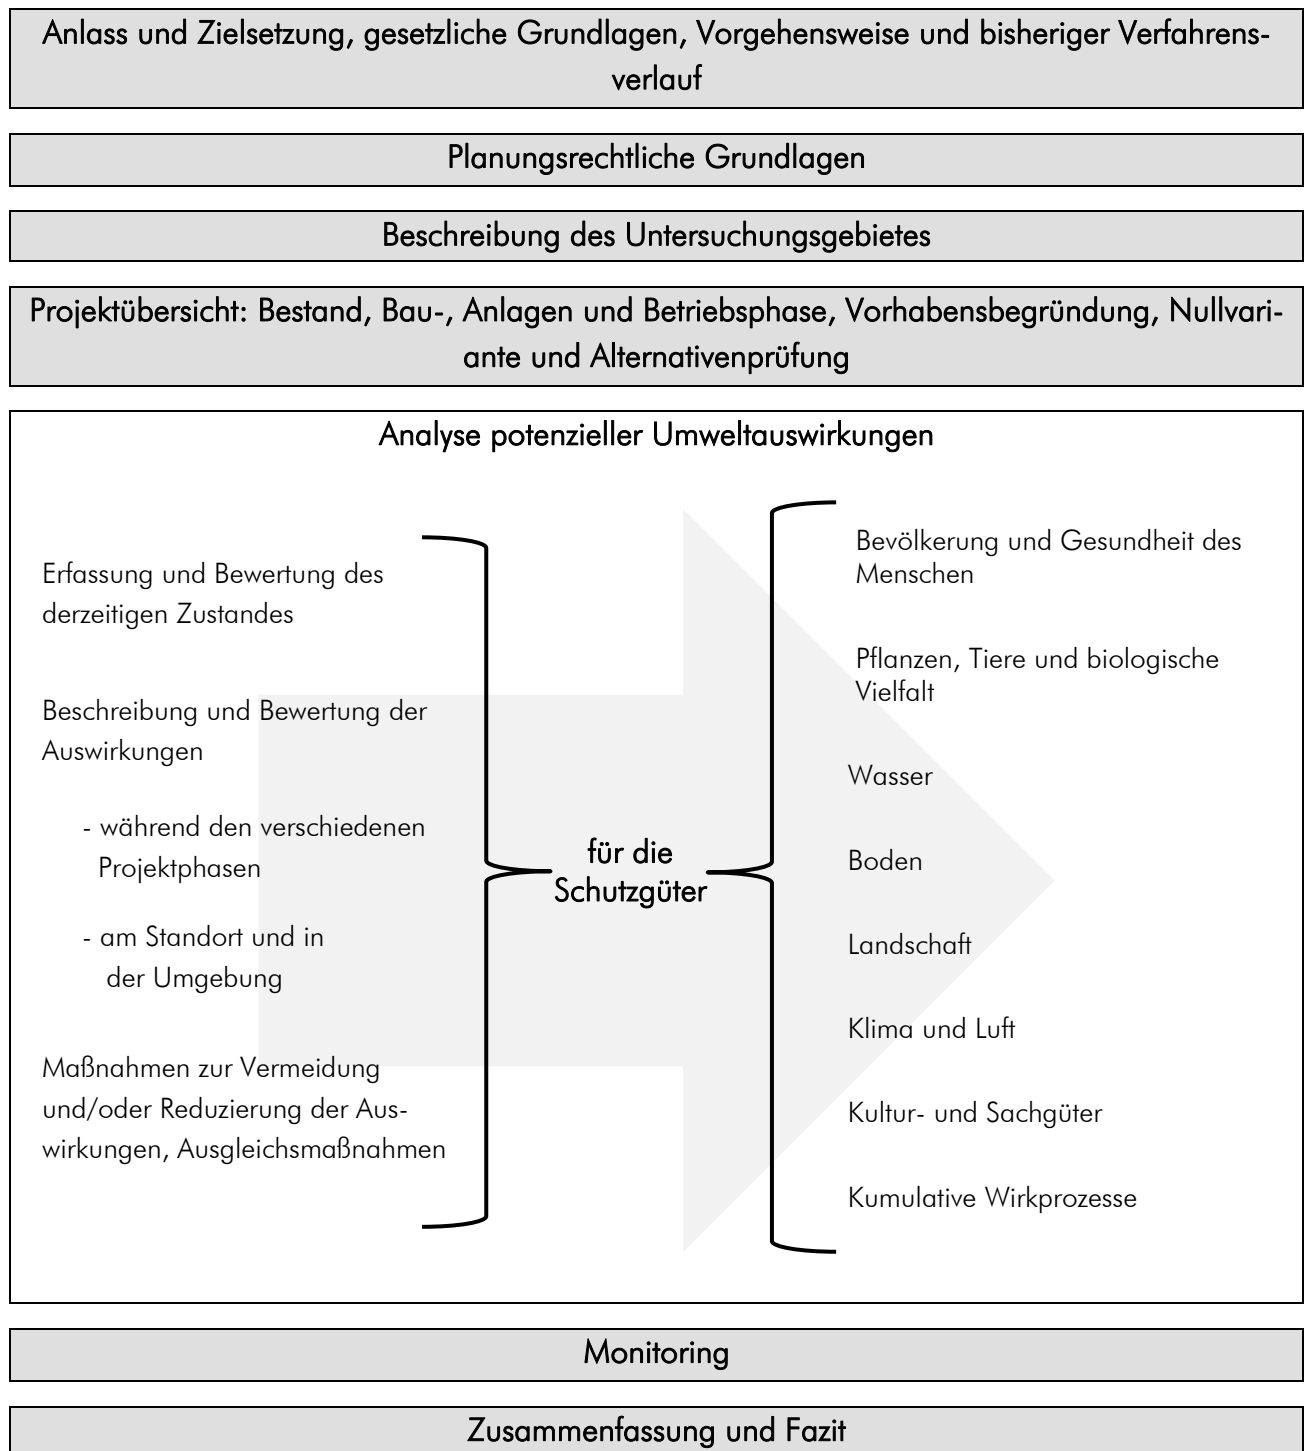 Anlass und Zielsetzung, gesetzliche Grundlagen, Vorgehensweise und bisheriger Verfahrens-
verlauf
Planungsrechtliche Grundlagen
Beschreibung des Untersuchungsgebietes
Projektübersicht: Bestand, Bau-, Anlagen und Betriebsphase, Vorhabensbegründung, Nullvari-
ante und Alternativenprüfung
Analyse potenzieller Umweltauswirkungen
Erfassung und Bewertung des
derzeitigen Zustandes
Beschreibung und Bewertung der
Auswirkungen
- während den verschiedenen
Projektphasen
- am Standort und in
der Umgebung
Maßnahmen zur Vermeidung
und/oder Reduzierung der Aus-
wirkungen, Ausgleichsmaßnahmen
für die
Schutzgüter
Bevölkerung und Gesundheit des
Menschen
Pflanzen, Tiere und biologische
Vielfalt
Wasser
Boden
Landschaft
Klima und Luft
Kultur- und Sachgüter
Kumulative Wirkprozesse
Monitoring
Zusammenfassung und Fazit